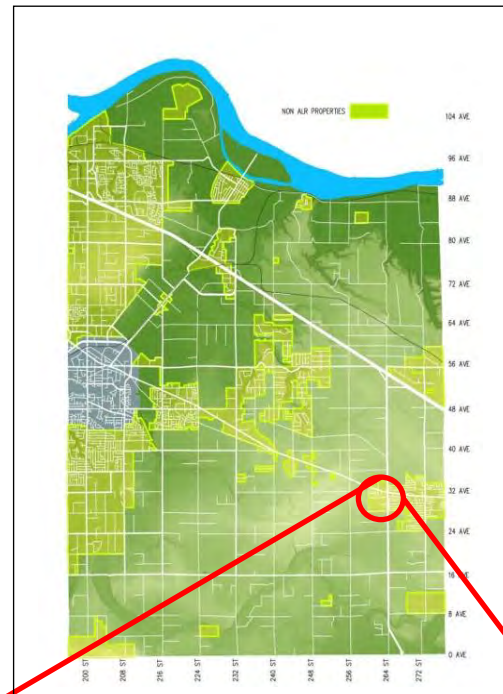 NON ALR PROPERTIES
104 AVE
96 AVE
88 AVE
80 AVE
72 AVE
64 AVE
56 AVE
48 AVE
40 AVE
32 AVE
24 AVE
16 AVE
8 AVE
0 AVE
200 ST
208 ST
216 ST
224 ST
232 ST
240 ST
248 ST
256 ST
264 ST
272 ST